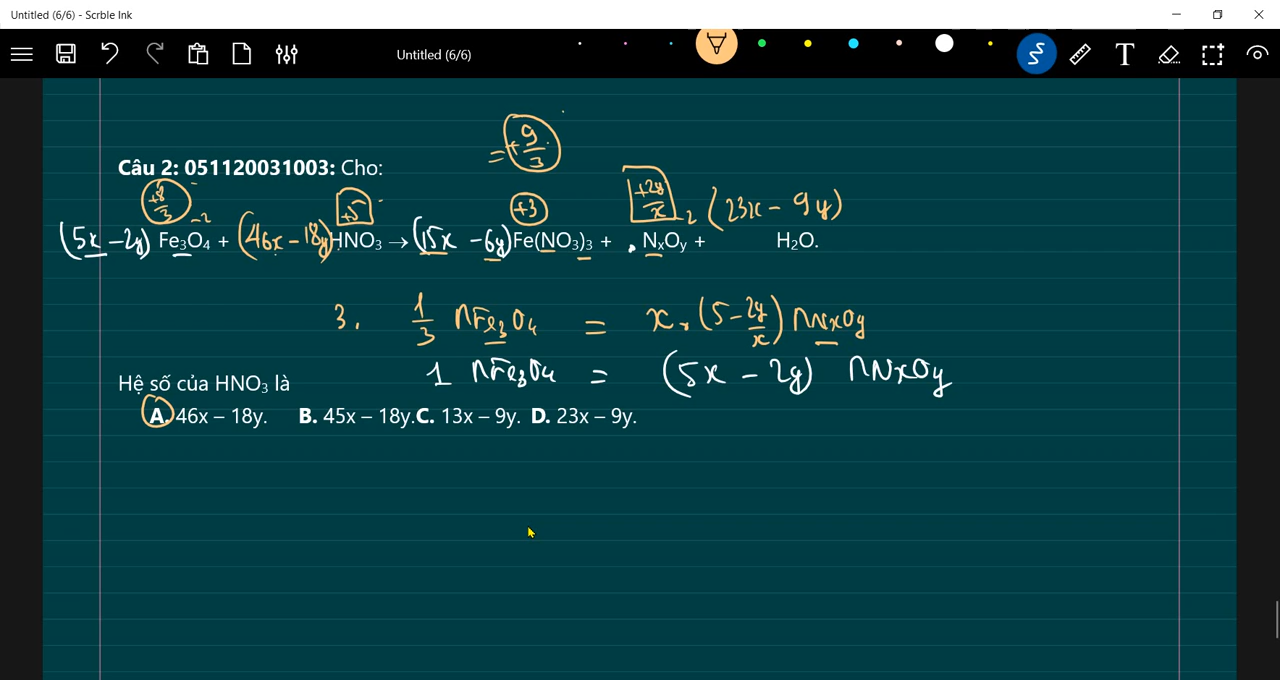 Untitled (6/6) - Scrble Ink
Untitled (6/6)
T
= +9/3
Câu 2: 051120031003: Cho:
+8/3 -2 +5 +3 +2y/x -2 (23x - 9y)
(5x - 2y) Fe₃O₄ + (46x - 18y) HNO₃ → (15x - 6y) Fe(NO₃)₃ + NₓOᵧ + H₂O.
3. 1/3 nFe₃O₄ = x.(5 - 2y/x) nNxOy
1 nFe₃O₄ = (5x - 2y) nNxOy
Hệ số của HNO₃ là
A. 46x – 18y. B. 45x – 18y.C. 13x – 9y. D. 23x – 9y.